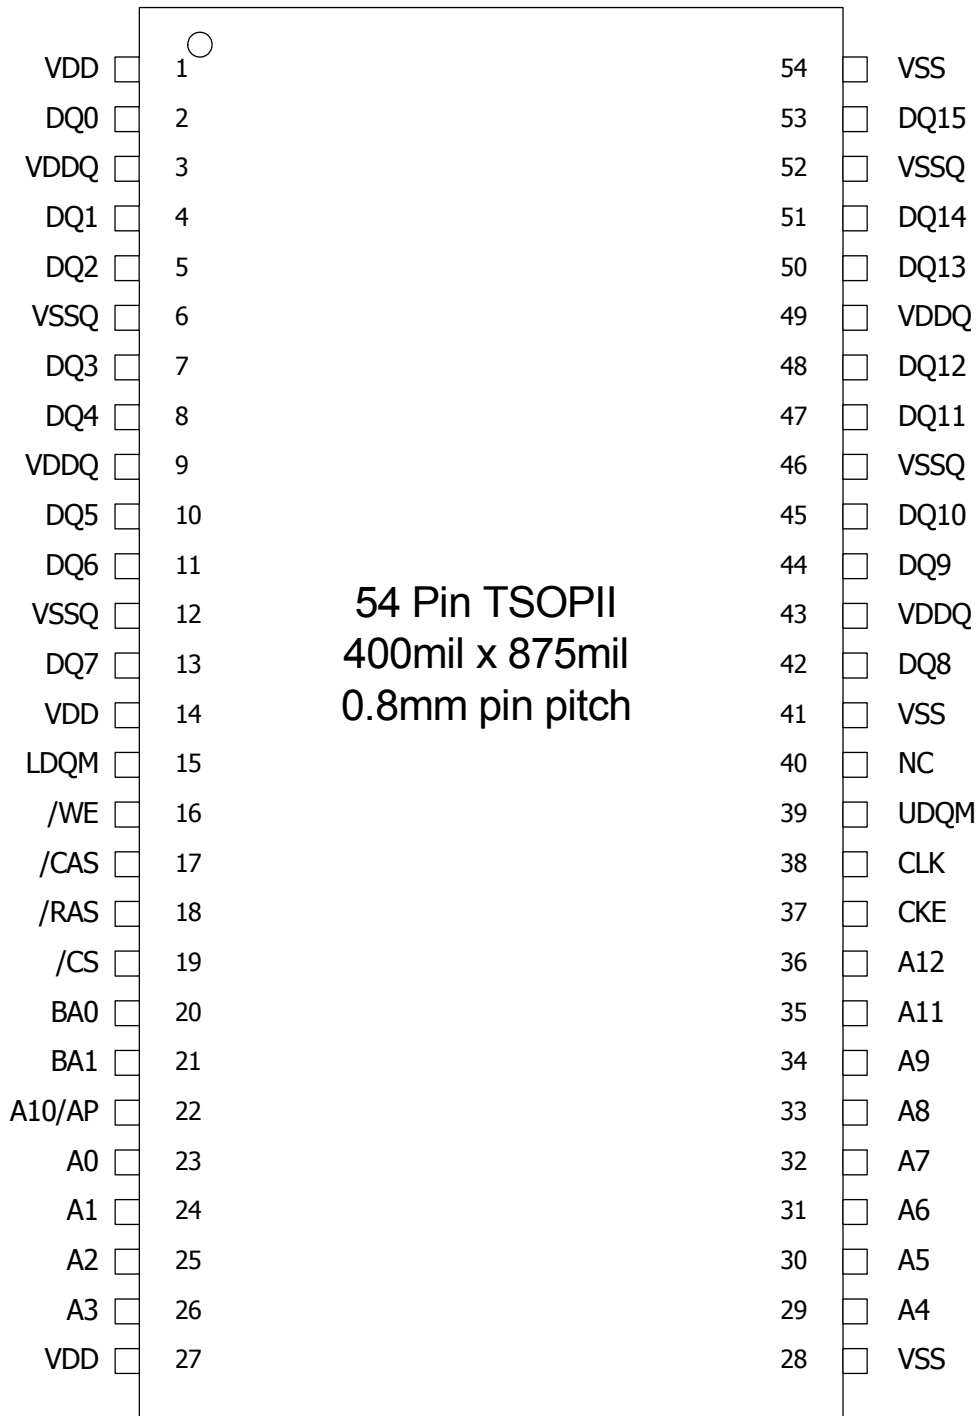 VDD 1 54 VSS
DQ0 2 53 DQ15
VDDQ 3 52 VSSQ
DQ1 4 51 DQ14
DQ2 5 50 DQ13
VSSQ 6 49 VDDQ
DQ3 7 48 DQ12
DQ4 8 47 DQ11
VDDQ 9 46 VSSQ
DQ5 10 45 DQ10
DQ6 11 44 DQ9
54 Pin TSOPII
VSSQ 12 43 VDDQ
400mil x 875mil
DQ7 13 42 DQ8
0.8mm pin pitch
VDD 14 41 VSS
LDQM 15 40 NC
/WE 16 39 UDQM
/CAS 17 38 CLK
/RAS 18 37 CKE
/CS 19 36 A12
BA0 20 35 A11
BA1 21 34 A9
A10/AP 22 33 A8
A0 23 32 A7
A1 24 31 A6
A2 25 30 A5
A3 26 29 A4
VDD 27 28 VSS